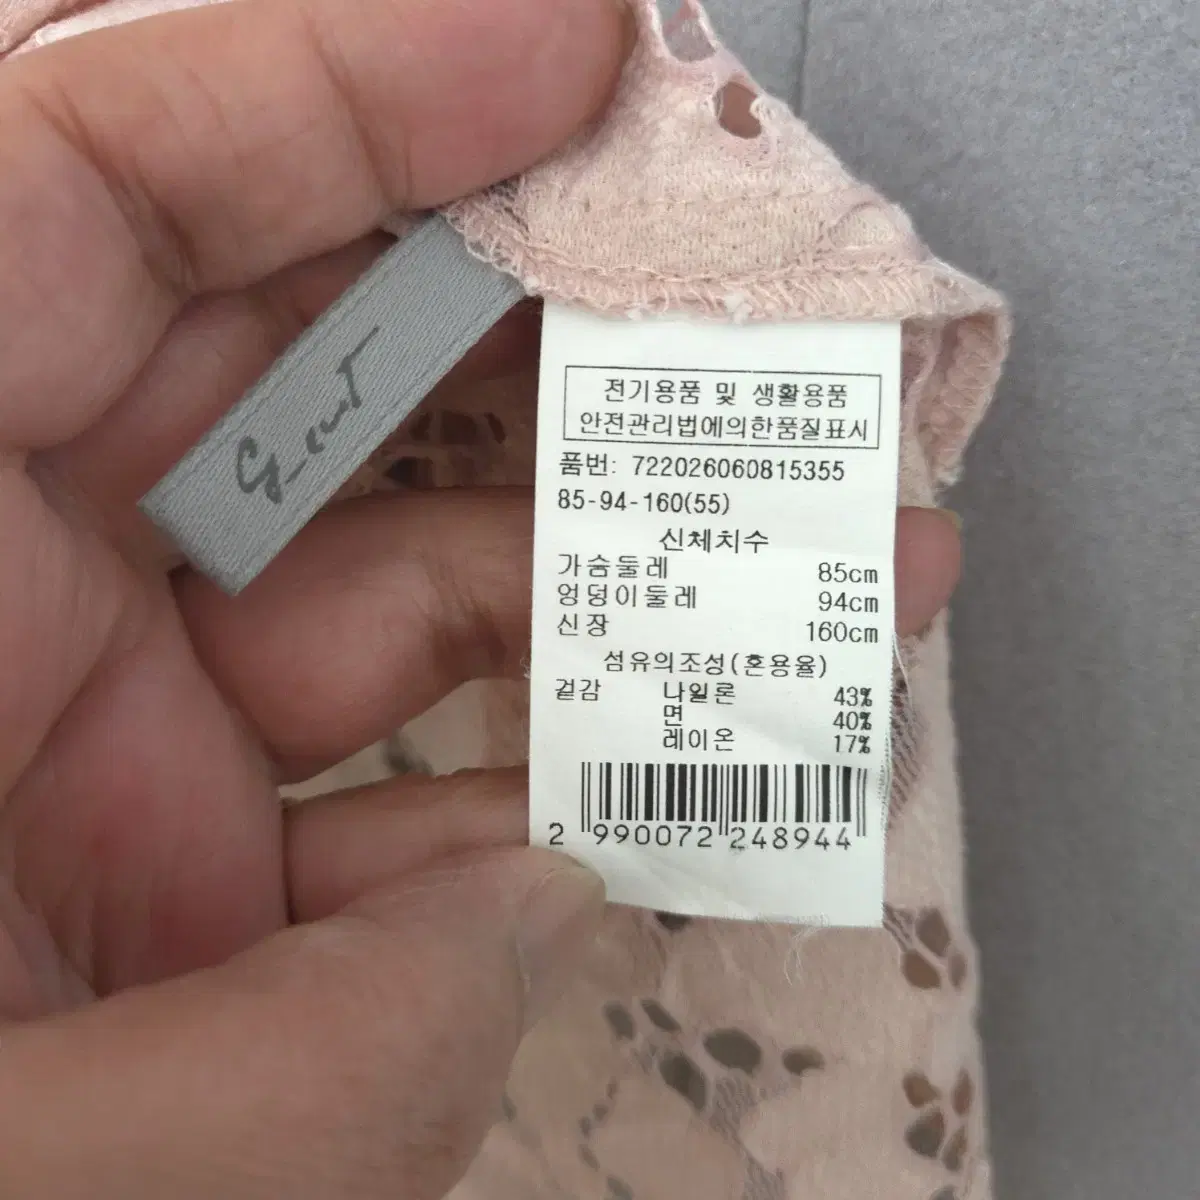 G_cut
전기용품 및 생활용품
안전관리법에의한품질표시
품번: 722026060815355
85-94-160(55)
신체치수
가슴둘레 85cm
엉덩이둘레 94cm
신장 160cm
섬유의조성(혼용율)
겉감 나일론 43%
면 40%
레이온 17%
2 990072 248944